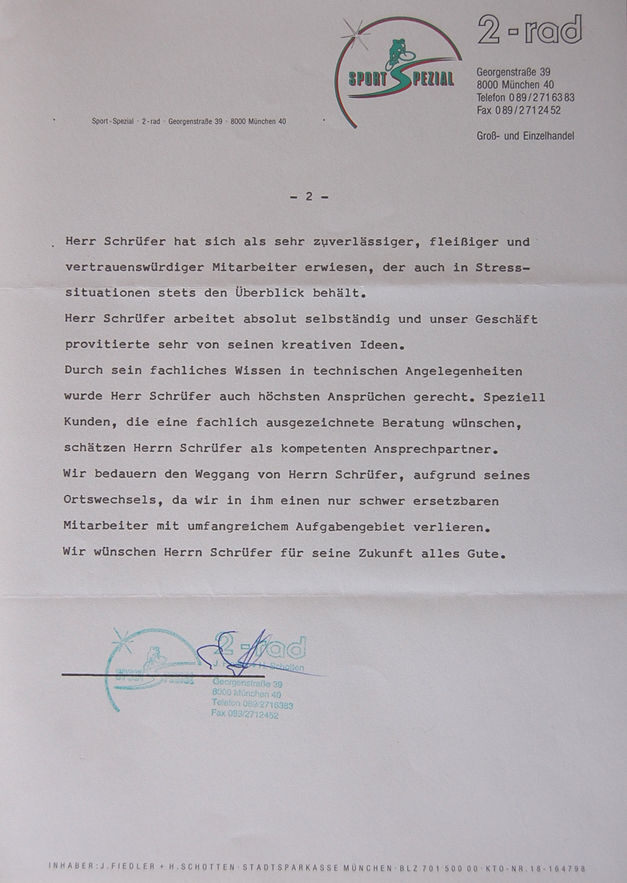 2-rad
SPORT SPEZIAL
Georgenstraße 39
8000 München 40
Telefon 089/2716383
Fax 089/2712452
Groß- und Einzelhandel
Sport-Spezial · 2-rad · Georgenstraße 39 · 8000 München 40
- 2 -
Herr Schrüfer hat sich als sehr zuverlässiger, fleißiger und
vertrauenswürdiger Mitarbeiter erwiesen, der auch in Stress-
situationen stets den Überblick behält.
Herr Schrüfer arbeitet absolut selbständig und unser Geschäft
provitierte sehr von seinen kreativen Ideen.
Durch sein fachliches Wissen in technischen Angelegenheiten
wurde Herr Schrüfer auch höchsten Ansprüchen gerecht. Speziell
Kunden, die eine fachlich ausgezeichnete Beratung wünschen,
schätzen Herrn Schrüfer als kompetenten Ansprechpartner.
Wir bedauern den Weggang von Herrn Schrüfer, aufgrund seines
Ortswechsels, da wir in ihm einen nur schwer ersetzbaren
Mitarbeiter mit umfangreichem Aufgabengebiet verlieren.
Wir wünschen Herrn Schrüfer für seine Zukunft alles Gute.
2-rad
J. H. Schotten
SPORT SPEZIAL
Georgenstraße 39
8000 München 40
Telefon 089/2716383
Fax 089/2712452
INHABER: J. FIEDLER + H. SCHOTTEN · STADTSPARKASSE MÜNCHEN · BLZ 701 500 00 · KTO-NR. 18-164798